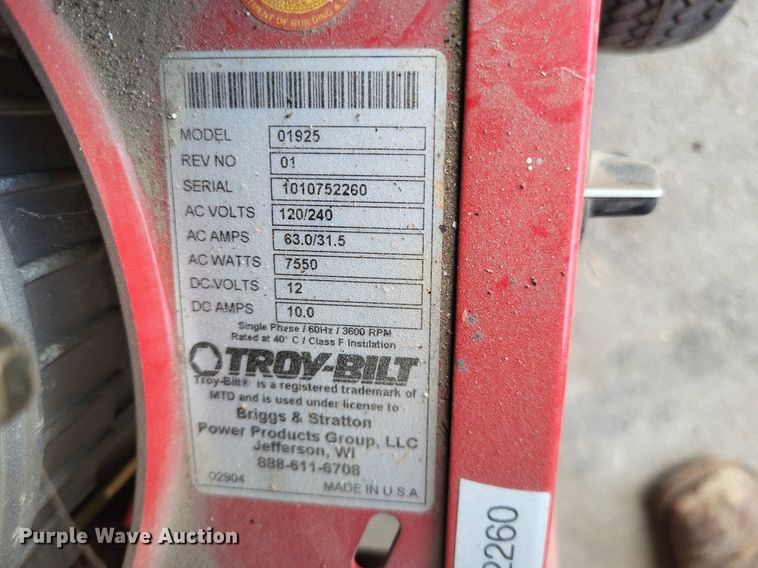 MENT OF BUILDING &
MODEL 01925
REV NO 01
SERIAL 1010752260
AC VOLTS 120/240
AC AMPS 63.0/31.5
AC WATTS 7550
DC VOLTS 12
DC AMPS 10.0
Single Phase / 60Hz / 3600 RPM
Rated at 40° C / Class F Insulation
TROY-BILT
Troy-Bilt® is a registered trademark of
MTD and is used under license to
Briggs & Stratton
Power Products Group, LLC
Jefferson, WI
888-611-6708
02904 MADE IN U.S.A
2260
Purple Wave Auction